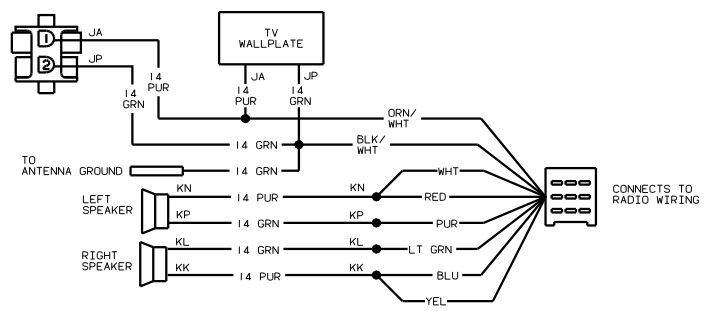 1
JA
2
JP
TV
WALLPLATE
14
PUR
14
GRN
JA
14
PUR
JP
14
GRN
ORN/
WHT
14 GRN
BLK/
WHT
TO
ANTENNA GROUND
14 GRN
WHT
LEFT
SPEAKER
KN
14 PUR
KN
RED
KP
14 GRN
KP
PUR
CONNECTS TO
RADIO WIRING
RIGHT
SPEAKER
KL
14 GRN
KL
LT GRN
KK
14 PUR
KK
BLU
YEL